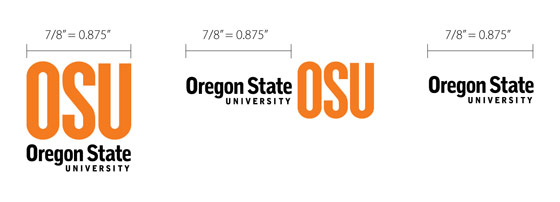 7/8” = 0.875”
OSU
Oregon State
UNIVERSITY
7/8” = 0.875”
Oregon State
UNIVERSITY
OSU
7/8” = 0.875”
Oregon State
UNIVERSITY